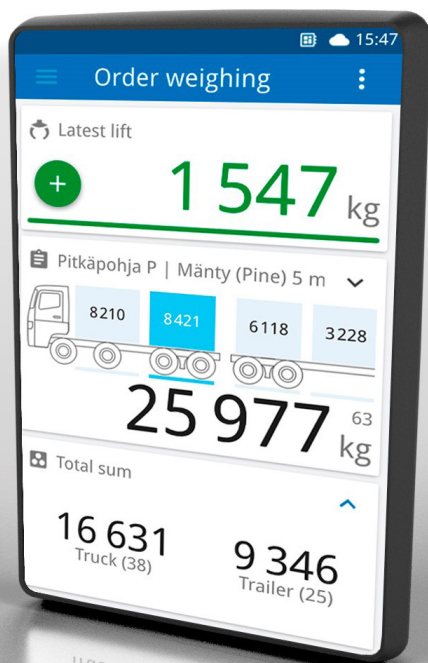 15:47
Order weighing
Latest lift
+ 1 547 kg
Pitkäpohja P | Mänty (Pine) 5 m
8210 8421 6118 3228
63
25 977 kg
Total sum
16 631 9 346
Truck (38) Trailer (25)